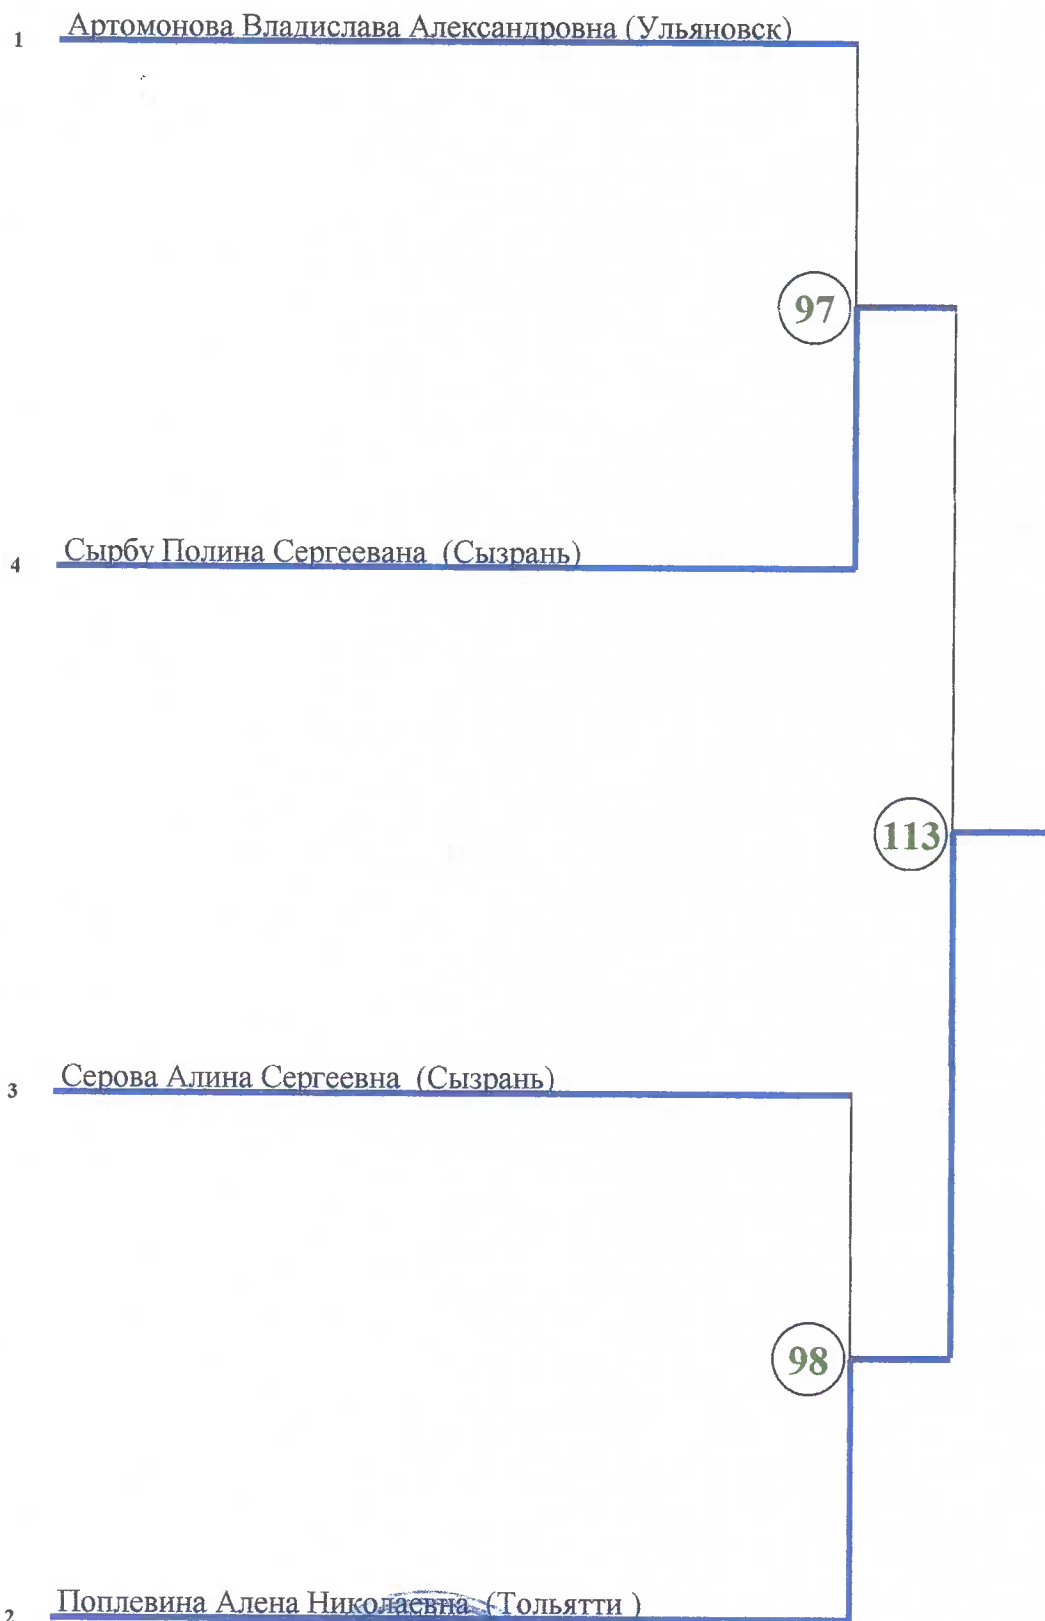 1 Артомонова Владислава Александровна (Ульяновск)
97
4 Сырбу Полина Сергеевана (Сызрань)
113
3 Серова Алина Сергеевна (Сызрань)
98
2 Поплевина Алена Николаевна (Тольятти )